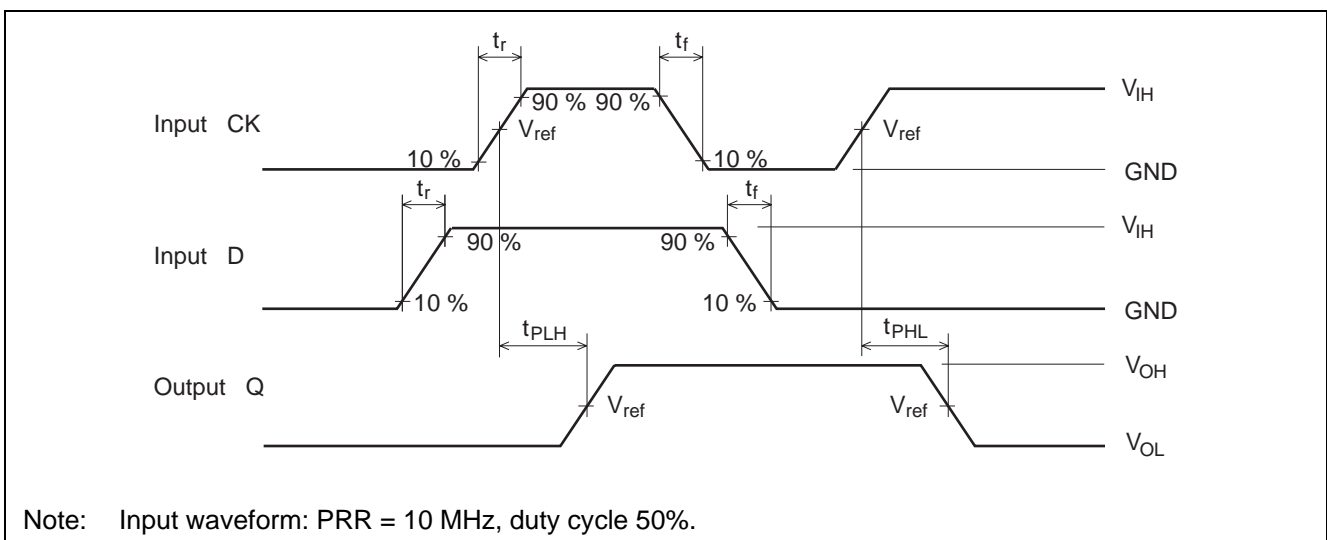 tr tf
VIH
90 % 90 %
Input CK Vref Vref
10 % 10 %
GND
tr tf
VIH
90 % 90 %
Input D
10 % 10 %
GND
tPLH tPHL
VOH
Output Q
Vref Vref
VOL
Note: Input waveform: PRR = 10 MHz, duty cycle 50%.